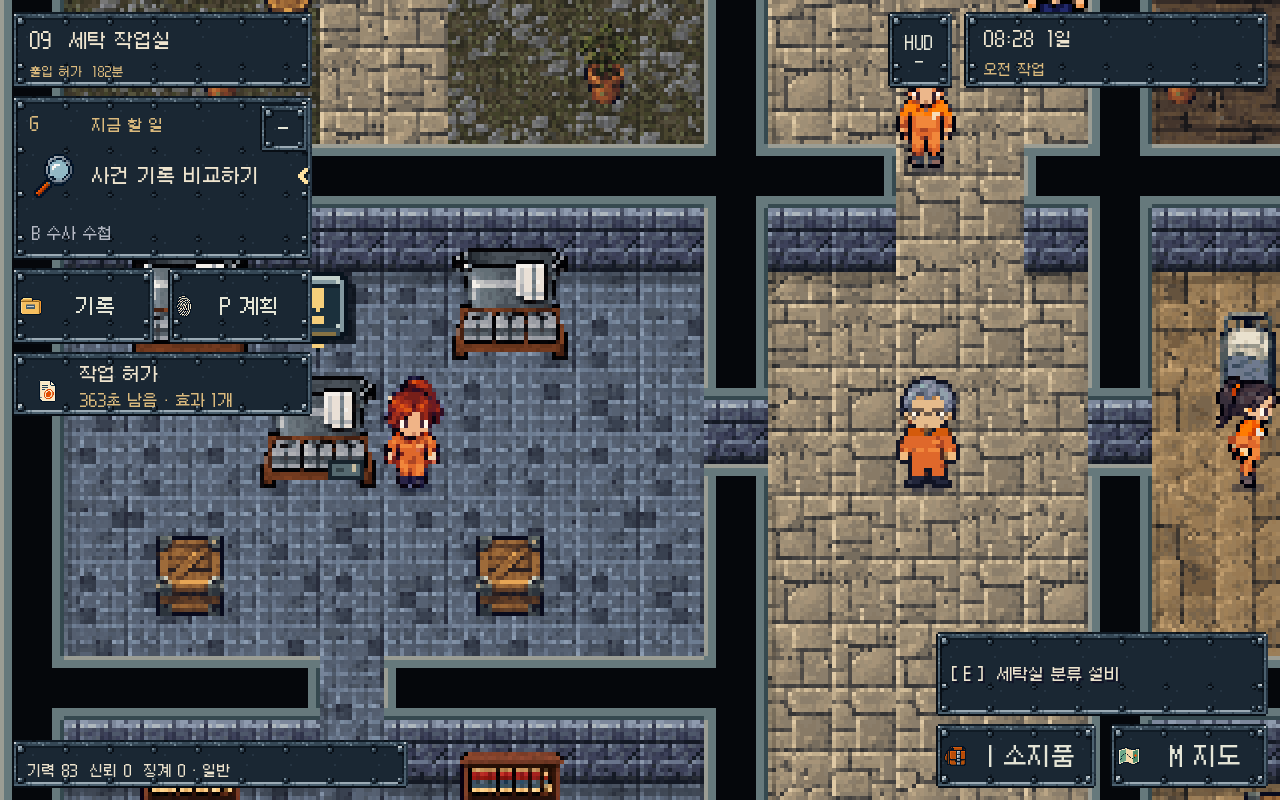 09 세탁 작업실
출입 허가 182분
HUD
–
08:28 1일
오전 작업
G 지금 할 일
–
사건 기록 비교하기
B 수사 수첩
기록
P 계획
작업 허가
363초 남음 · 효과 1개
[E] 세탁실 분류 설비
기력 83 신뢰 0 징계 0 · 일반
I 소지품
M 지도